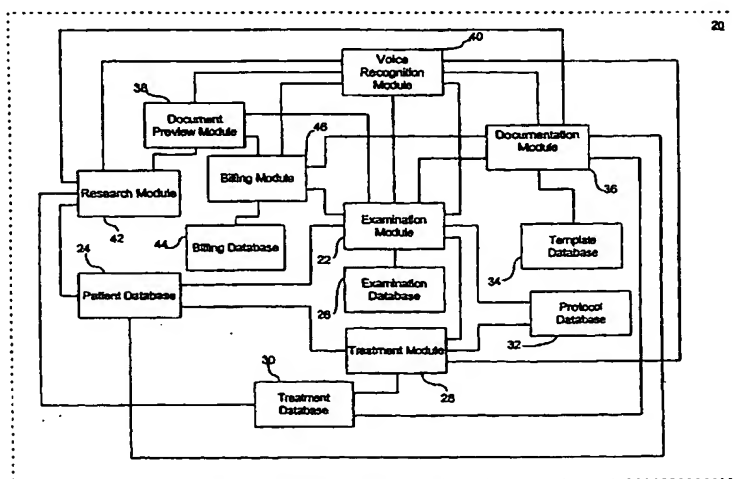 20
40
Voice
Recognition
Module
38
Document
Preview Module
46
Documentation
Module
36
Billing Module
Research Module
42
44
Billing Database
Examination
Module
22
24
Patient Database
Template
Database
34
Examination
Database
26
Protocol
Database
32
Treatment Module
28
30
Treatment
Database